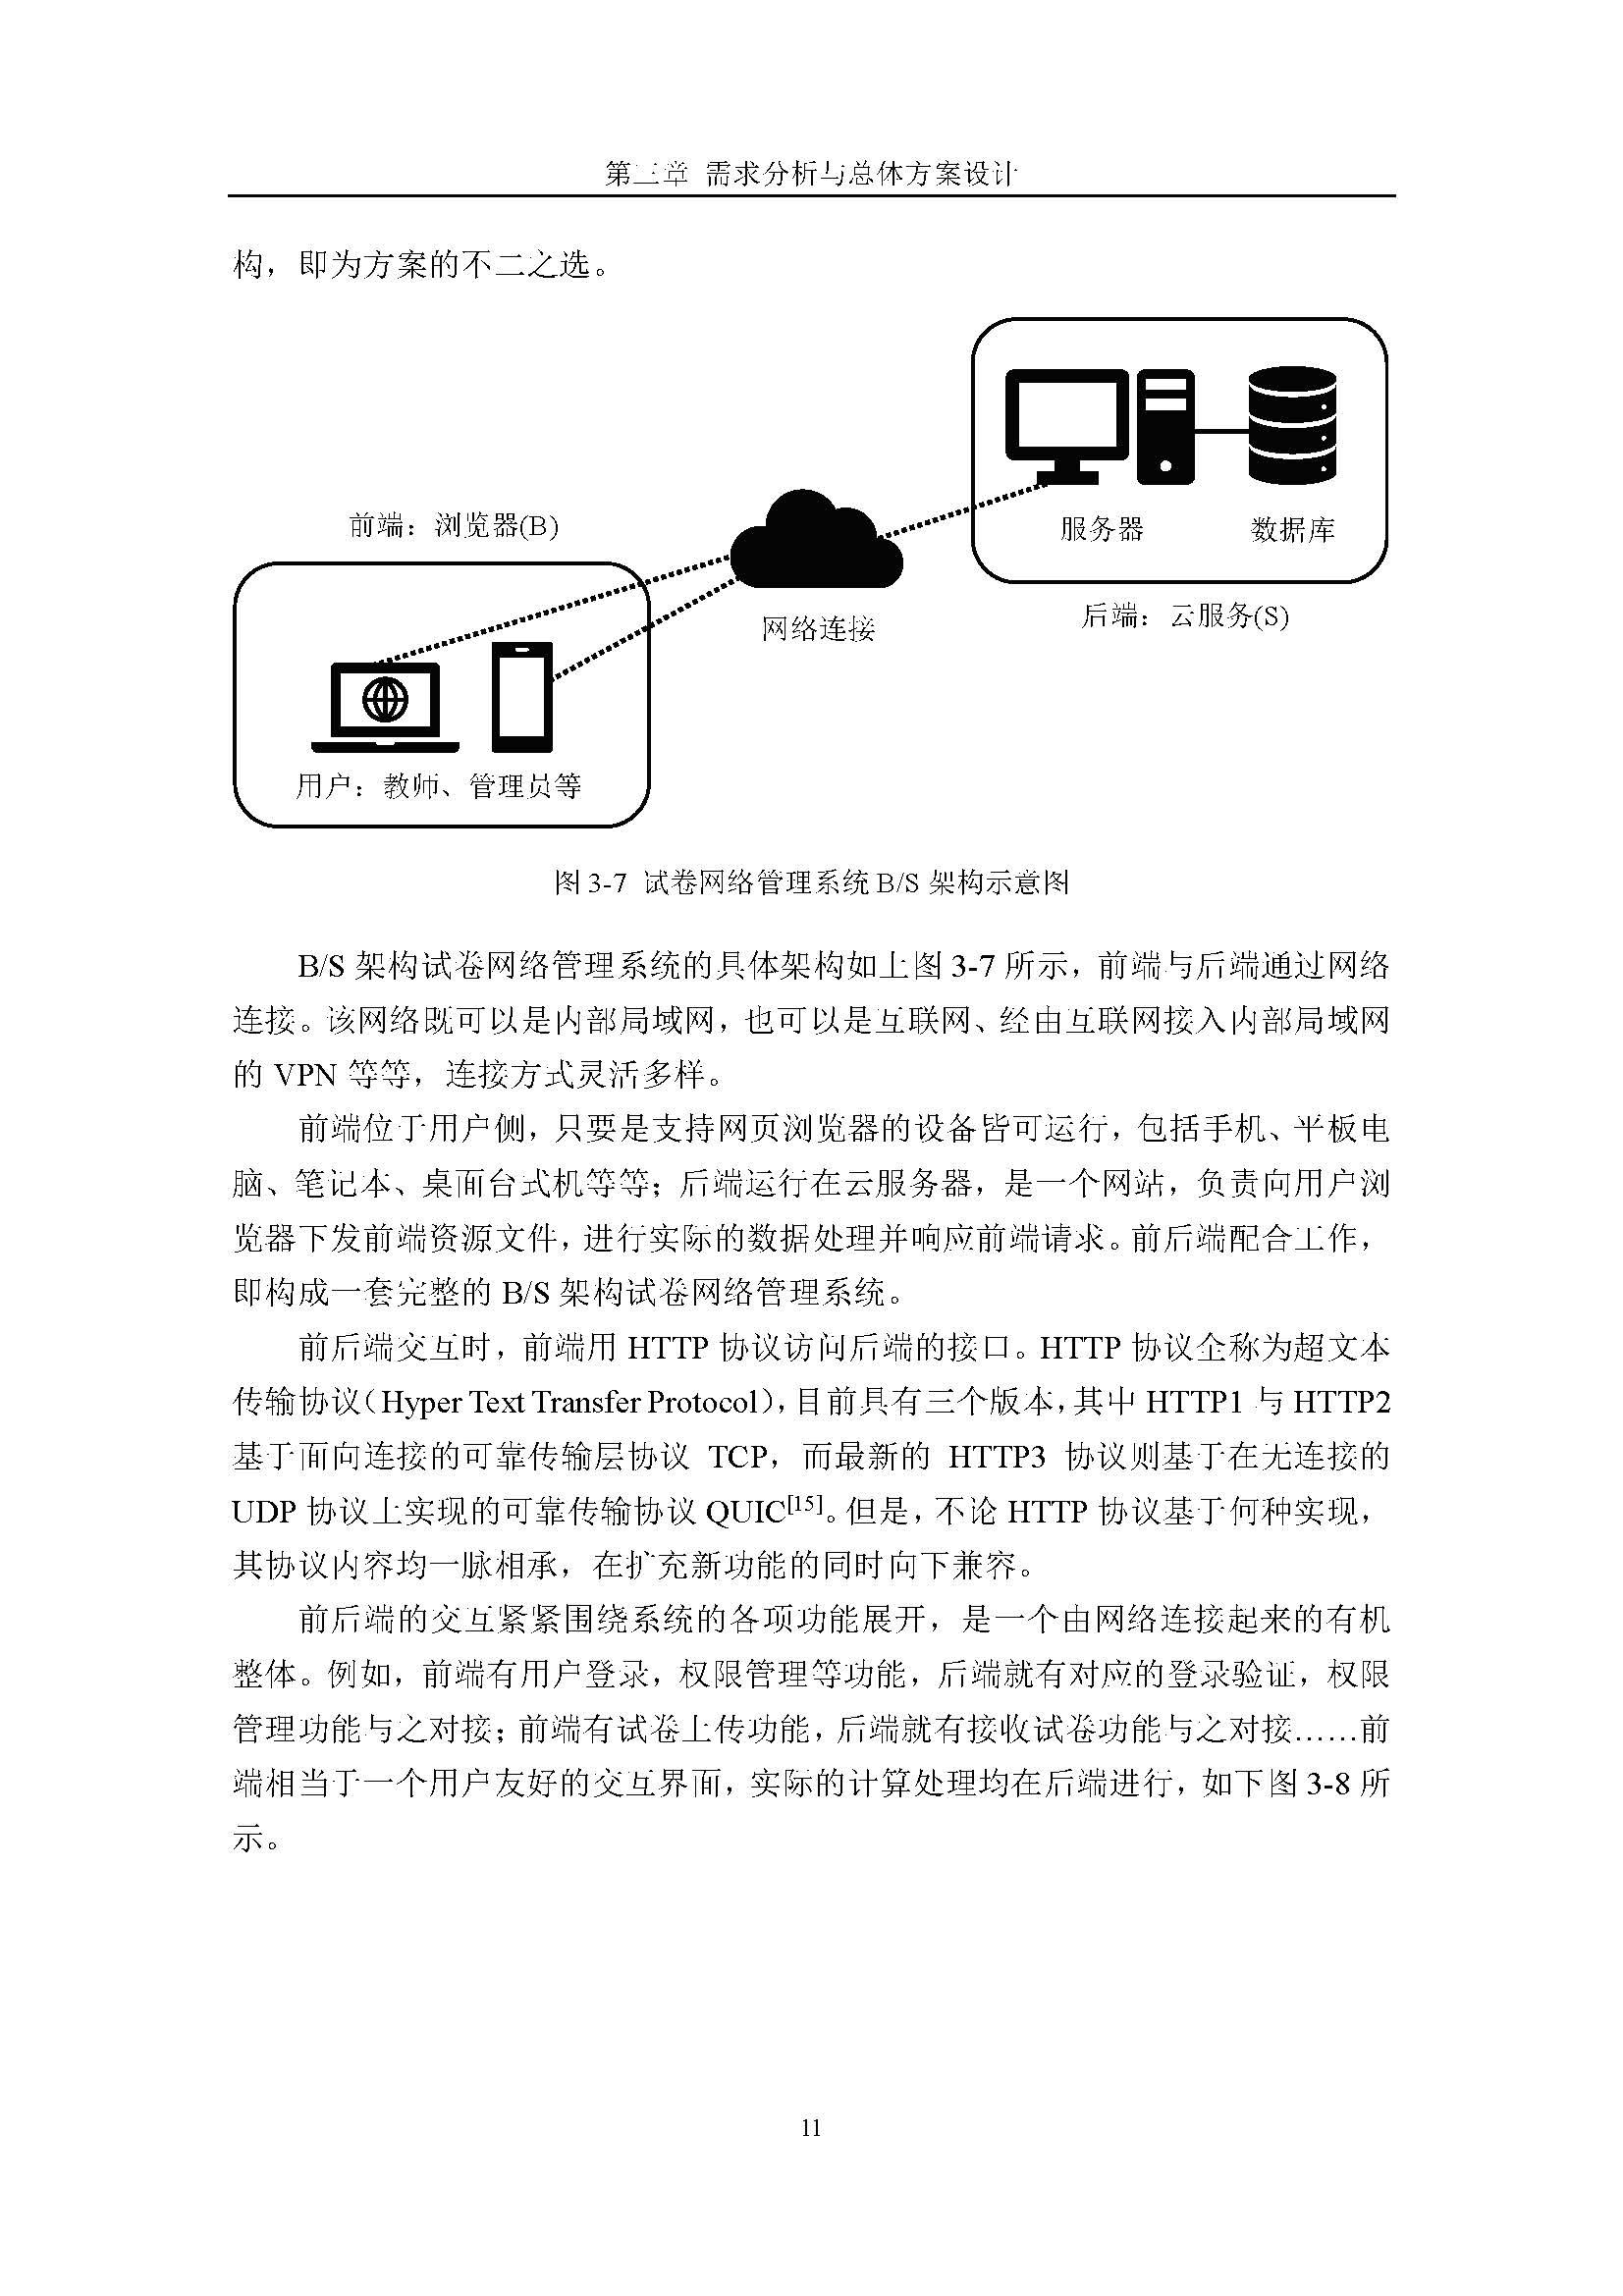 第三章 需求分析与总体方案设计
构，即为方案的不二之选。
服务器 数据库
前端：浏览器(B)
后端：云服务(S)
网络连接
用户：教师、管理员等
图 3-7 试卷网络管理系统 B/S 架构示意图
B/S 架构试卷网络管理系统的具体架构如上图 3-7 所示，前端与后端通过网络
连接。该网络既可以是内部局域网，也可以是互联网、经由互联网接入内部局域网
的 VPN 等等，连接方式灵活多样。
前端位于用户侧，只要是支持网页浏览器的设备皆可运行，包括手机、平板电
脑、笔记本、桌面台式机等等；后端运行在云服务器，是一个网站，负责向用户浏
览器下发前端资源文件，进行实际的数据处理并响应前端请求。前后端配合工作，
即构成一套完整的 B/S 架构试卷网络管理系统。
前后端交互时，前端用 HTTP 协议访问后端的接口。HTTP 协议全称为超文本
传输协议（Hyper Text Transfer Protocol），目前具有三个版本，其中 HTTP1 与 HTTP2
基于面向连接的可靠传输层协议 TCP，而最新的 HTTP3 协议则基于在无连接的
UDP 协议上实现的可靠传输协议 QUIC[15]。但是，不论 HTTP 协议基于何种实现，
其协议内容均一脉相承，在扩充新功能的同时向下兼容。
前后端的交互紧紧围绕系统的各项功能展开，是一个由网络连接起来的有机
整体。例如，前端有用户登录，权限管理等功能，后端就有对应的登录验证，权限
管理功能与之对接；前端有试卷上传功能，后端就有接收试卷功能与之对接……前
端相当于一个用户友好的交互界面，实际的计算处理均在后端进行，如下图 3-8 所
示。
11